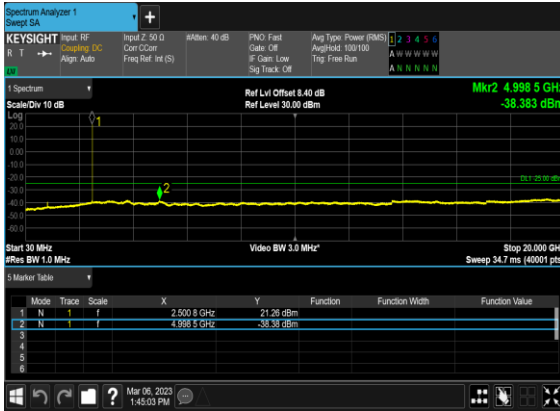 Spectrum Analyzer 1
Swept SA
+
KEYSIGHT Input: RF Input Z: 50 Ω #Atten: 40 dB PNO: Fast Avg Type: Power (RMS) 1 2 3 4 5 6
R T Coupling: DC Corr CCorr Gate: Off Avg|Hold: 100/100 A W W W W W
Align: Auto Freq Ref: Int (S) IF Gain: Low Trig: Free Run
Sig Track: Off A N N N N N
1 Spectrum Ref Lvl Offset 8.40 dB Mkr2 4.998 5 GHz
Scale/Div 10 dB Ref Level 30.00 dBm -38.383 dBm
Log
20.0
10.0
0.00
-10.0
-20.0
-30.0
-40.0
-50.0
-60.0
1
2
Start 30 MHz Video BW 3.0 MHz* Stop 20.000 GHz
#Res BW 1.0 MHz Sweep 34.7 ms (40001 pts)
5 Marker Table
Mode Trace Scale X Y Function Function Width Function Value
1 N 1 f 2.500 8 GHz 21.26 dBm
2 N 1 f 4.998 5 GHz -38.38 dBm
3
4
5
6
?
Mar 06, 2023
1:45:03 PM